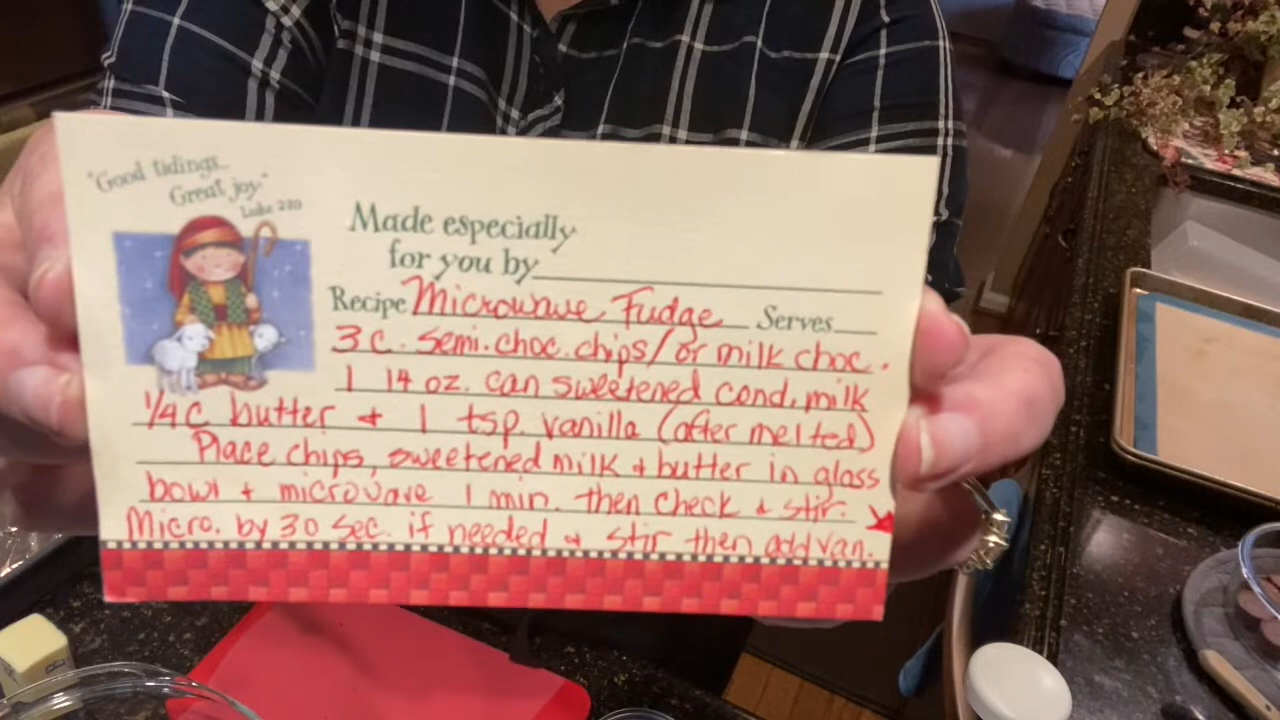 "Good tidings...
Great joy"
Luke 2:10
Made especially
for you by
Recipe Microwave Fudge Serves
3 C. Semi.choc.chips/or milk choc.
1 14 oz. can sweetened cond. milk
1/4 C butter + 1 tsp. vanilla (after melted)
Place chips, sweetened milk + butter in glass
bowl + microwave 1 min. then check & stir.
Micro. by 30 sec. if needed & stir then add van.